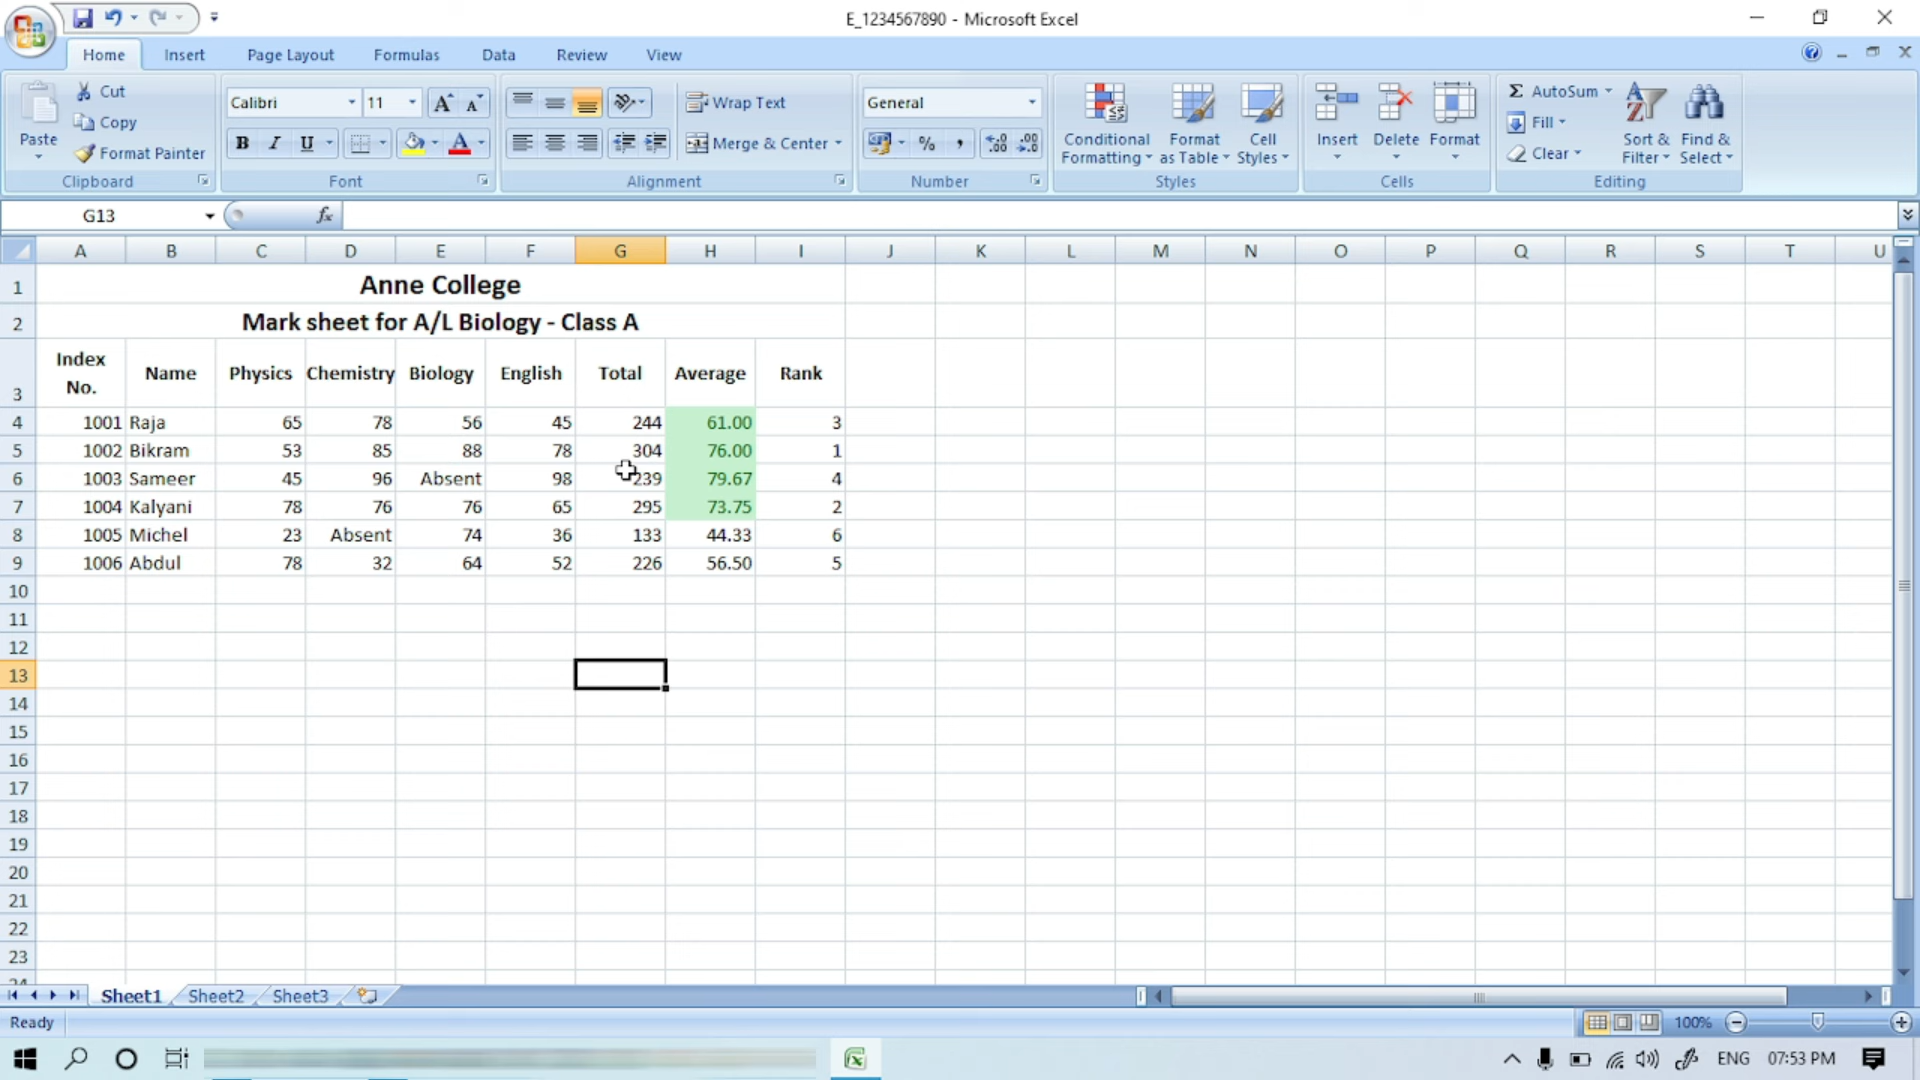 E_1234567890 - Microsoft Excel
Home Insert Page Layout Formulas Data Review View
Paste
Cut
Copy
Format Painter
Clipboard
Calibri 11
B I U
Font
Wrap Text
Merge & Center
Alignment
General
% ,
Number
Conditional Formatting
Format as Table
Cell Styles
Styles
Insert
Delete
Format
Cells
Σ AutoSum
Fill
Clear
Sort & Filter
Find & Select
Editing
G13 fx
A B C D E F G H I J K L M N O P Q R S T U
1 Anne College
2 Mark sheet for A/L Biology - Class A
3 Index No. Name Physics Chemistry Biology English Total Average Rank
4 1001 Raja 65 78 56 45 244 61.00 3
5 1002 Bikram 53 85 88 78 304 76.00 1
6 1003 Sameer 45 96 Absent 98 239 79.67 4
7 1004 Kalyani 78 76 76 65 295 73.75 2
8 1005 Michel 23 Absent 74 36 133 44.33 6
9 1006 Abdul 78 32 64 52 226 56.50 5
10
11
12
13
14
15
16
17
18
19
20
21
22
23
24
Sheet1 Sheet2 Sheet3
Ready 100%
ENG 07:53 PM